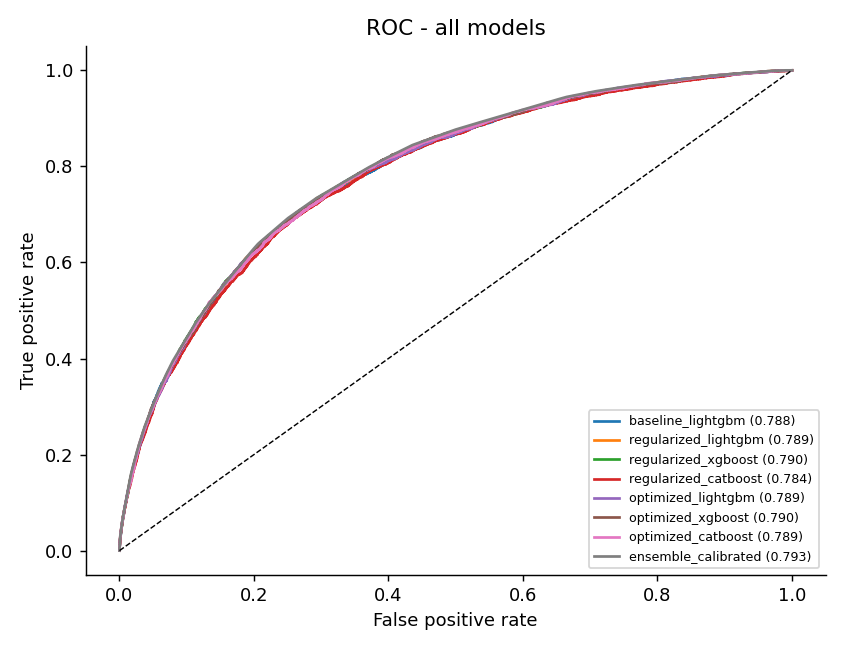 ROC - all models
True positive rate
1.0
0.8
0.6
0.4
0.2
0.0
baseline_lightgbm (0.788)
regularized_lightgbm (0.789)
regularized_xgboost (0.790)
regularized_catboost (0.784)
optimized_lightgbm (0.789)
optimized_xgboost (0.790)
optimized_catboost (0.789)
ensemble_calibrated (0.793)
0.0 0.2 0.4 0.6 0.8 1.0
False positive rate